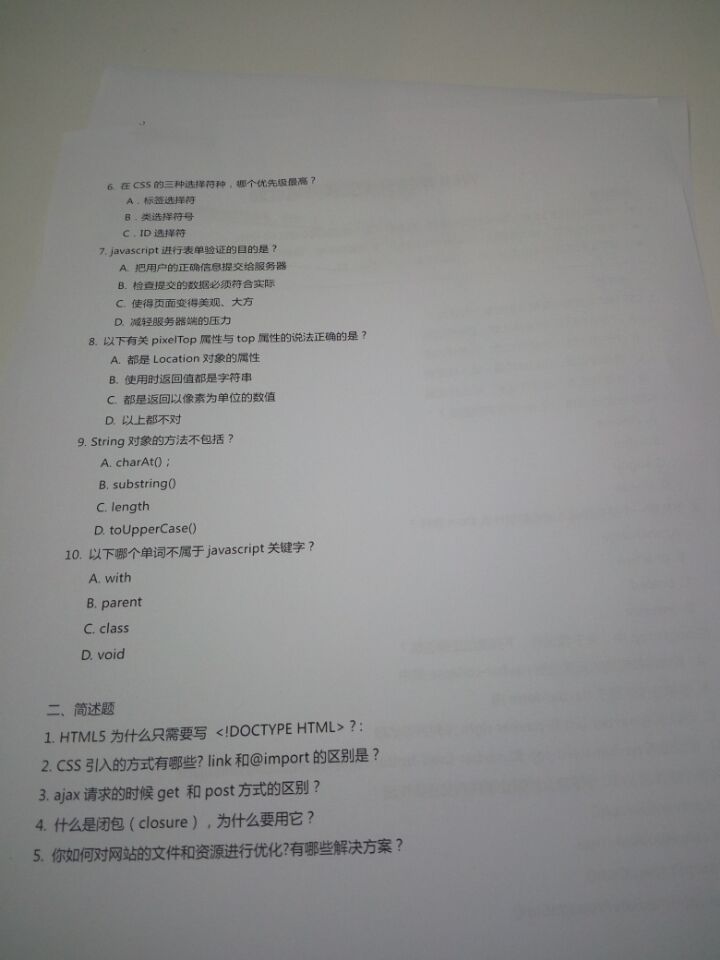 6. 在 CSS 的三种选择符种，哪个优先级最高？
A．标签选择符
B．类选择符号
C．ID 选择符
7. javascript 进行表单验证的目的是？
A. 把用户的正确信息提交给服务器
B. 检查提交的数据必须符合实际
C. 使得页面变得美观、大方
D. 减轻服务器端的压力
8. 以下有关 pixelTop 属性与 top 属性的说法正确的是？
A. 都是 Location 对象的属性
B. 使用时返回值都是字符串
C. 都是返回以像素为单位的数值
D. 以上都不对
9. String 对象的方法不包括？
A. charAt()；
B. substring()
C. length
D. toUpperCase()
10. 以下哪个单词不属于 javascript 关键字？
A. with
B. parent
C. class
D. void
二、简述题
1. HTML5 为什么只需要写 <!DOCTYPE HTML>？:
2. CSS 引入的方式有哪些? link 和@import 的区别是？
3. ajax 请求的时候 get 和 post 方式的区别？
4. 什么是闭包（closure），为什么要用它？
5. 你如何对网站的文件和资源进行优化?有哪些解决方案？